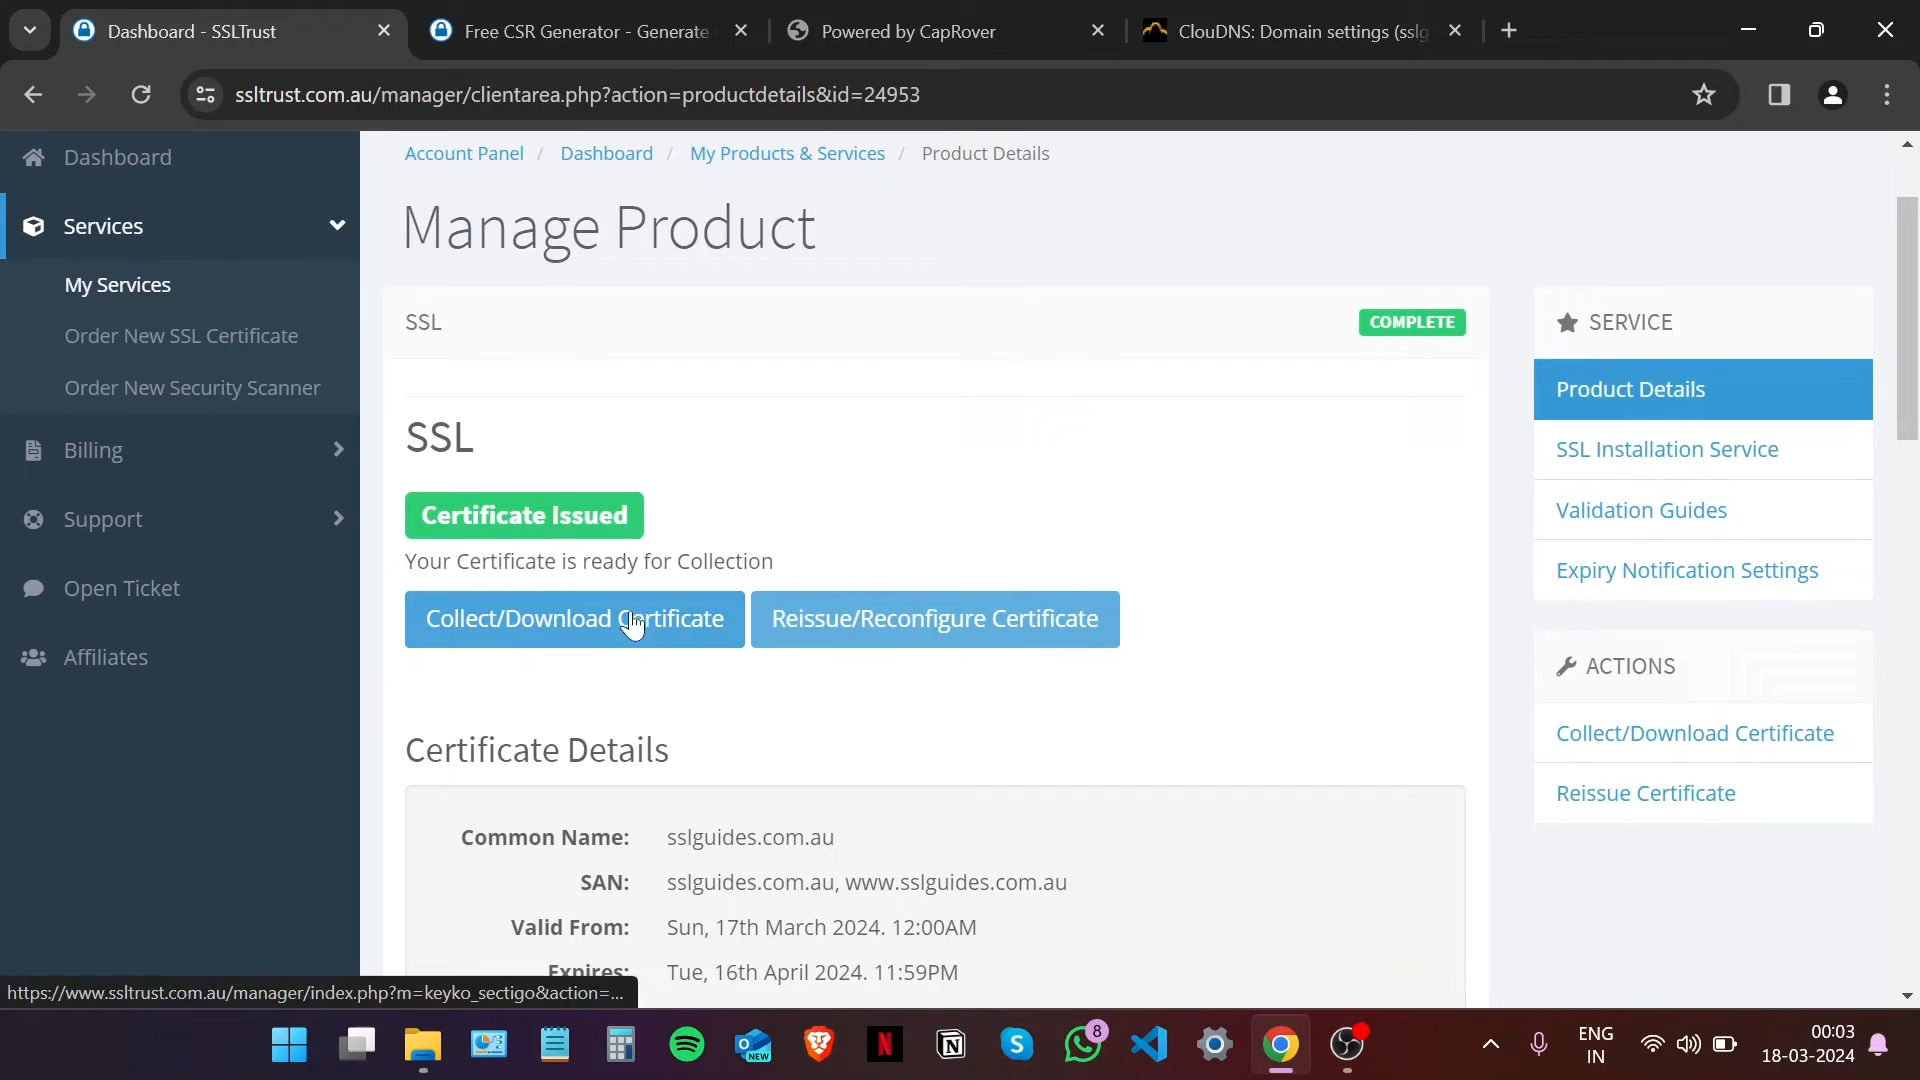 Dashboard - SSLTrust
Free CSR Generator - Generate
Powered by CapRover
ClouDNS: Domain settings (sslg
ssltrust.com.au/manager/clientarea.php?action=productdetails&id=24953
Dashboard
Services
My Services
Order New SSL Certificate
Order New Security Scanner
Billing
Support
Open Ticket
Affiliates
Account Panel / Dashboard / My Products & Services / Product Details
Manage Product
SSL
COMPLETE
SSL
Certificate Issued
Your Certificate is ready for Collection
Collect/Download Certificate
Reissue/Reconfigure Certificate
Certificate Details
Common Name: sslguides.com.au
SAN: sslguides.com.au, www.sslguides.com.au
Valid From: Sun, 17th March 2024. 12:00AM
Expires: Tue, 16th April 2024. 11:59PM
SERVICE
Product Details
SSL Installation Service
Validation Guides
Expiry Notification Settings
ACTIONS
Collect/Download Certificate
Reissue Certificate
https://www.ssltrust.com.au/manager/index.php?m=keyko_sectigo&action=...
NEW
8
ENG
IN
00:03
18-03-2024